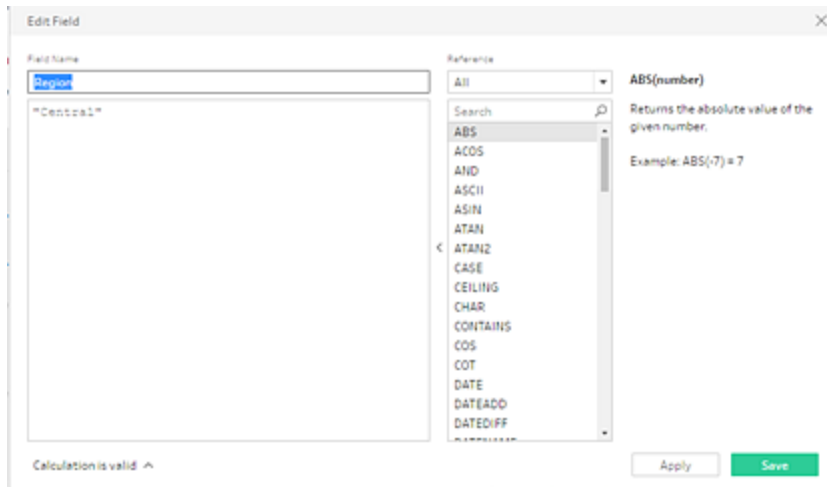 Edit Field
Field Name
Region
"Central"
Reference
All
Search
ABS
ACOS
AND
ASCII
ASIN
ATAN
ATAN2
CASE
CEILING
CHAR
CONTAINS
COS
COT
DATE
DATEADD
DATEDIFF
DATENAME
ABS(number)
Returns the absolute value of the
given number.
Example: ABS(-7) = 7
Calculation is valid
Apply
Save